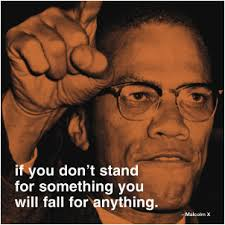 if you don't stand
for something you
will fall for anything.
- Malcolm X